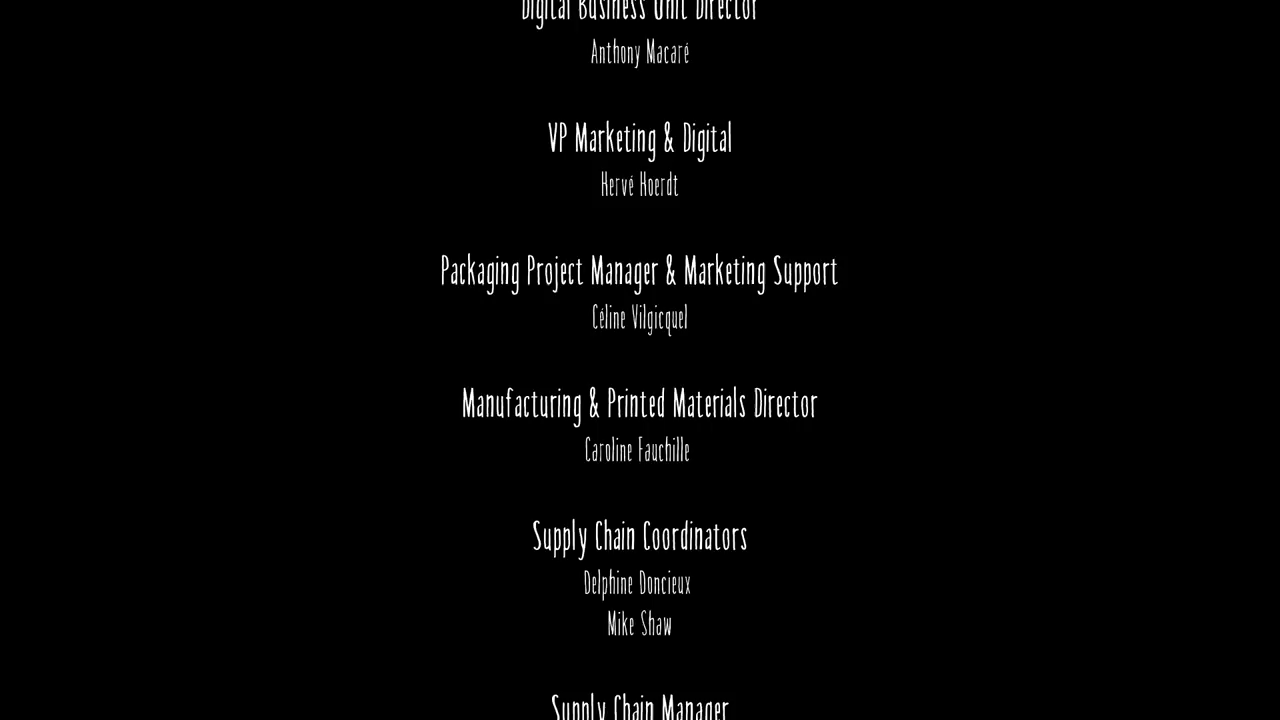 Digital Business Unit Director
Anthony Macaré
VP Marketing & Digital
Hervé Hoerdt
Packaging Project Manager & Marketing Support
Céline Vilgicquel
Manufacturing & Printed Materials Director
Caroline Fauchille
Supply Chain Coordinators
Delphine Doncieux
Mike Shaw
Supply Chain Manager